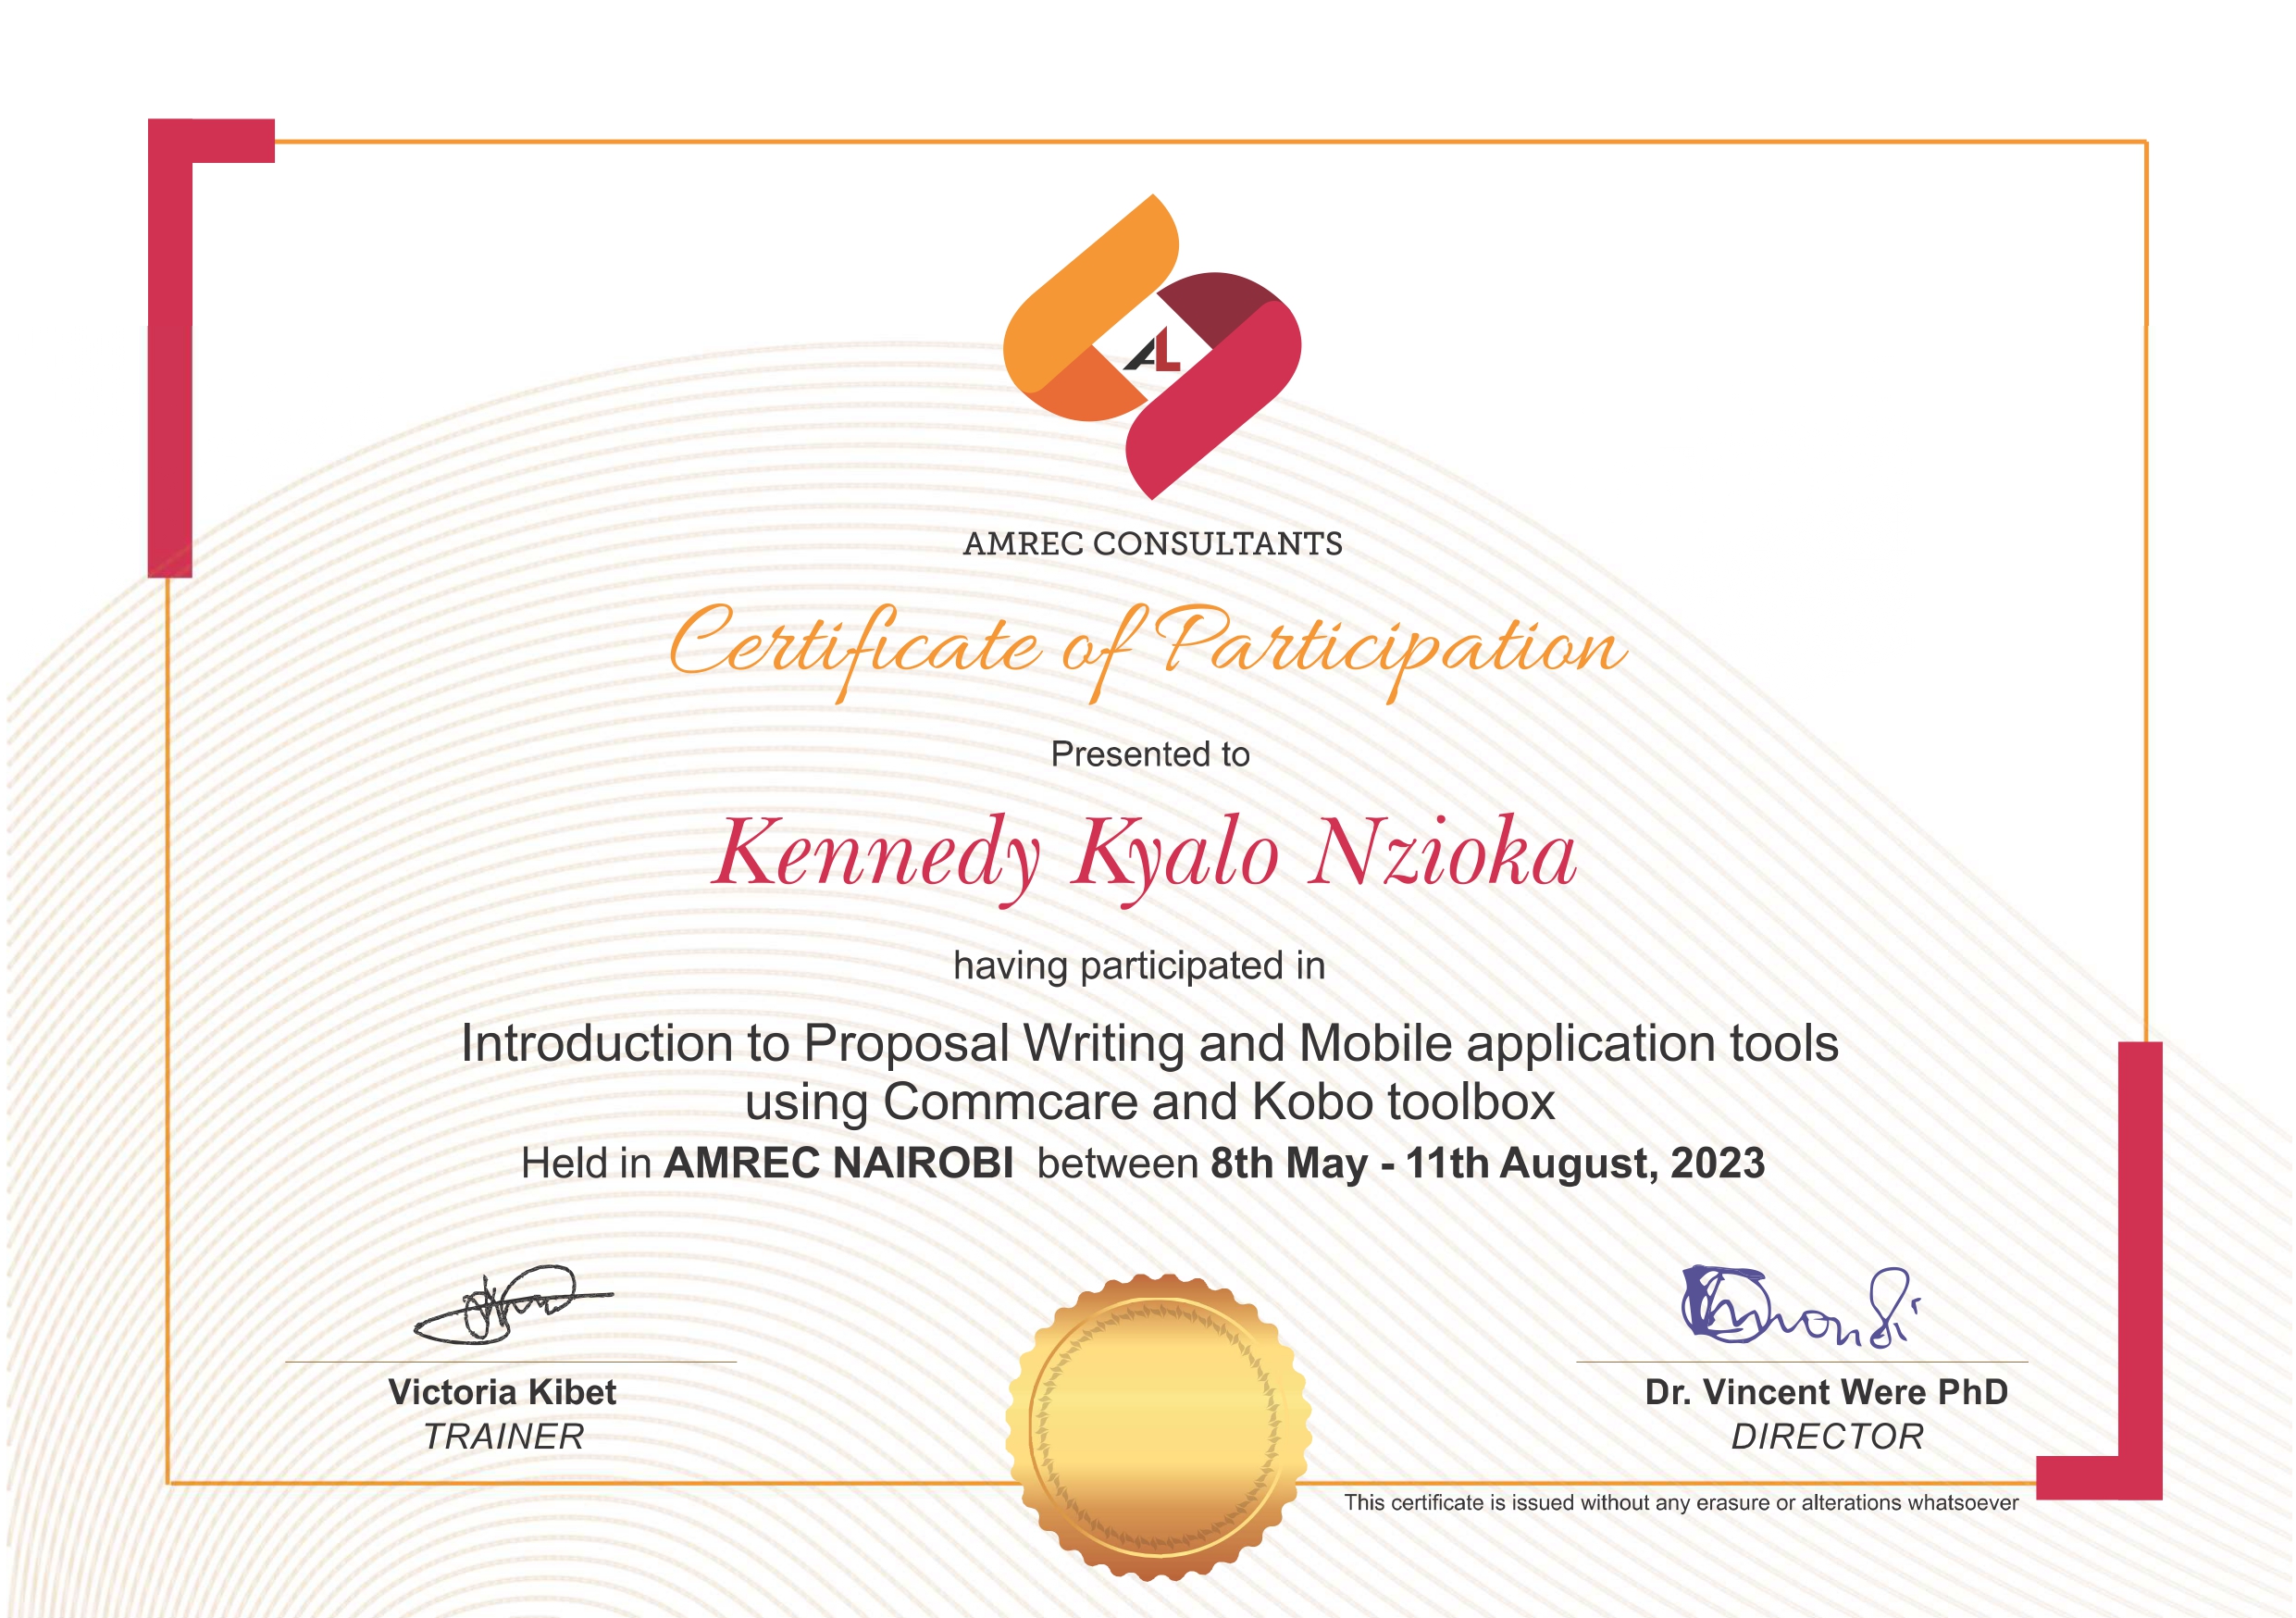 AL
AMREC CONSULTANTS
Certificate of Participation
Presented to
Kennedy Kyalo Nzioka
having participated in
Introduction to Proposal Writing and Mobile application tools
using Commcare and Kobo toolbox
Held in AMREC NAIROBI between 8th May - 11th August, 2023
Victoria Kibet
TRAINER
Dr. Vincent Were PhD
DIRECTOR
This certificate is issued without any erasure or alterations whatsoever